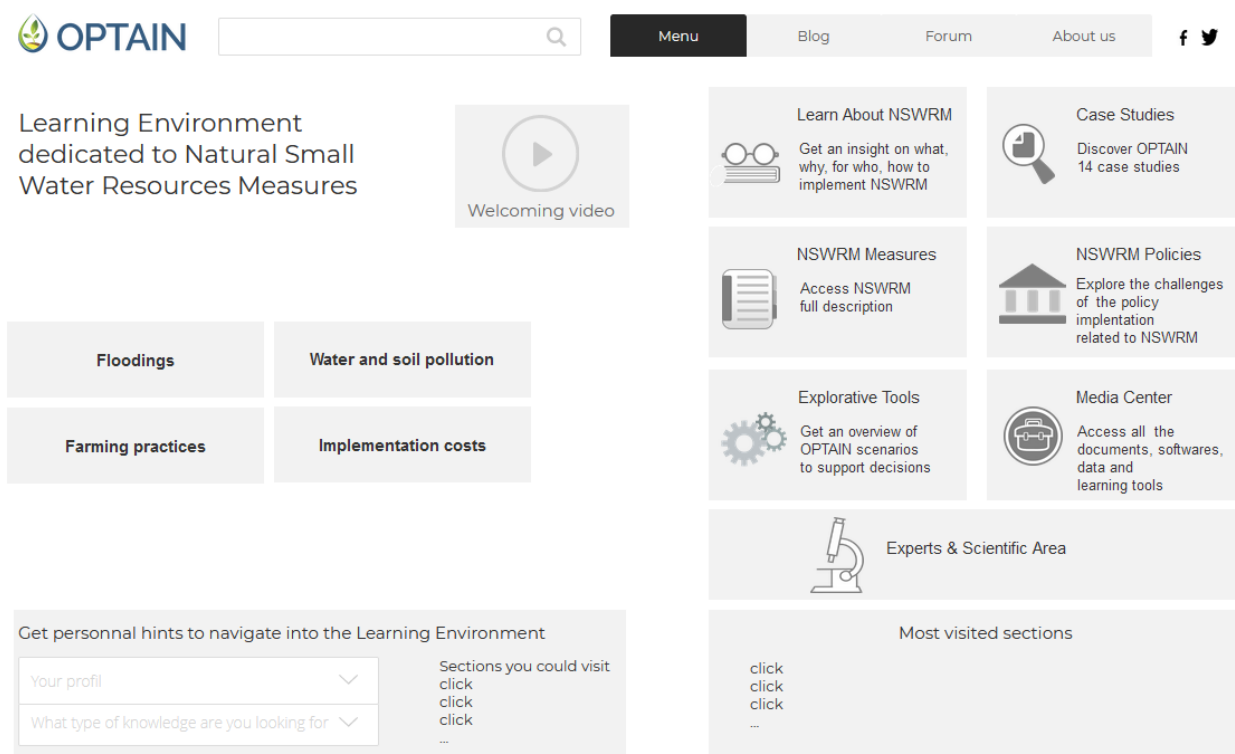 OPTAIN
Menu
Blog
Forum
About us
Learning Environment
dedicated to Natural Small
Water Resources Measures
Welcoming video
Learn About NSWRM
Get an insight on what,
why, for who, how to
implement NSWRM
Case Studies
Discover OPTAIN
14 case studies
NSWRM Measures
Access NSWRM
full description
NSWRM Policies
Explore the challenges
of the policy
implentation
related to NSWRM
Floodings
Water and soil pollution
Farming practices
Implementation costs
Explorative Tools
Get an overview of
OPTAIN scenarios
to support decisions
Media Center
Access all the
documents, softwares,
data and
learning tools
Experts & Scientific Area
Get personnal hints to navigate into the Learning Environment
Your profil
What type of knowledge are you looking for
Sections you could visit
click
click
click
...
Most visited sections
click
click
click
...